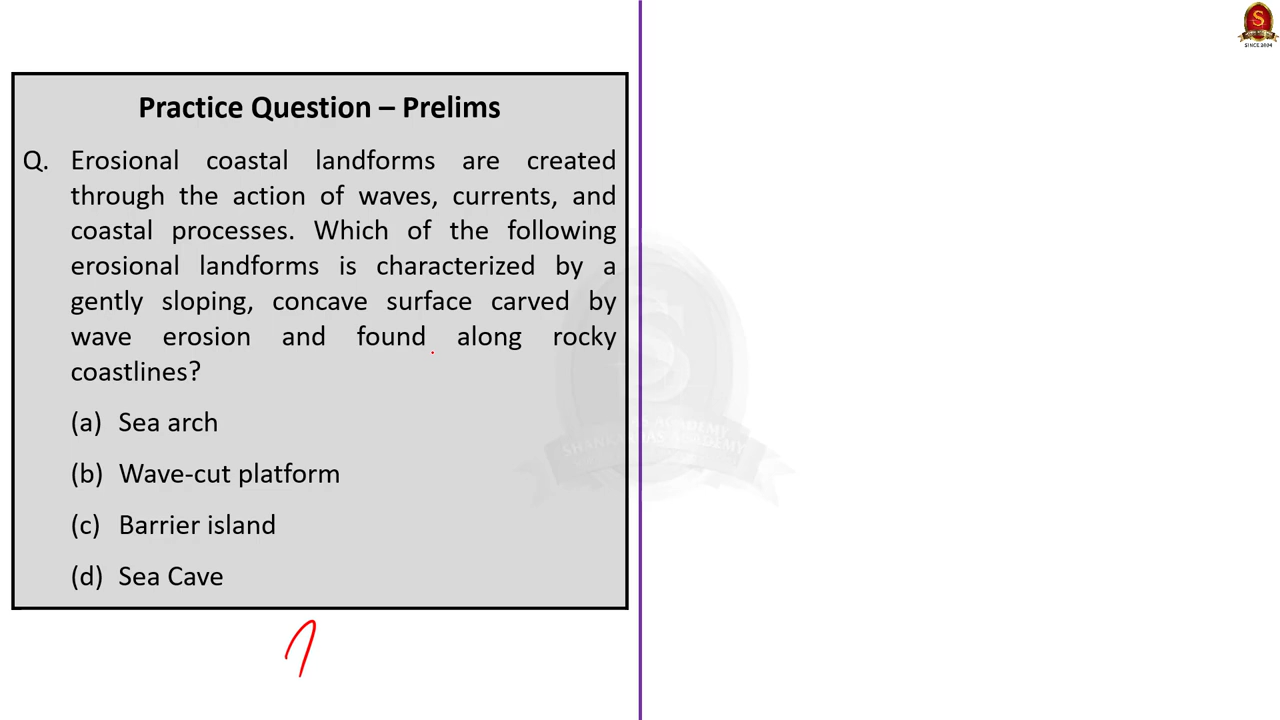 Practice Question – Prelims
Q. Erosional coastal landforms are created
through the action of waves, currents, and
coastal processes. Which of the following
erosional landforms is characterized by a
gently sloping, concave surface carved by
wave erosion and found along rocky
coastlines?
(a) Sea arch
(b) Wave-cut platform
(c) Barrier island
(d) Sea Cave
S
SINCE 2004